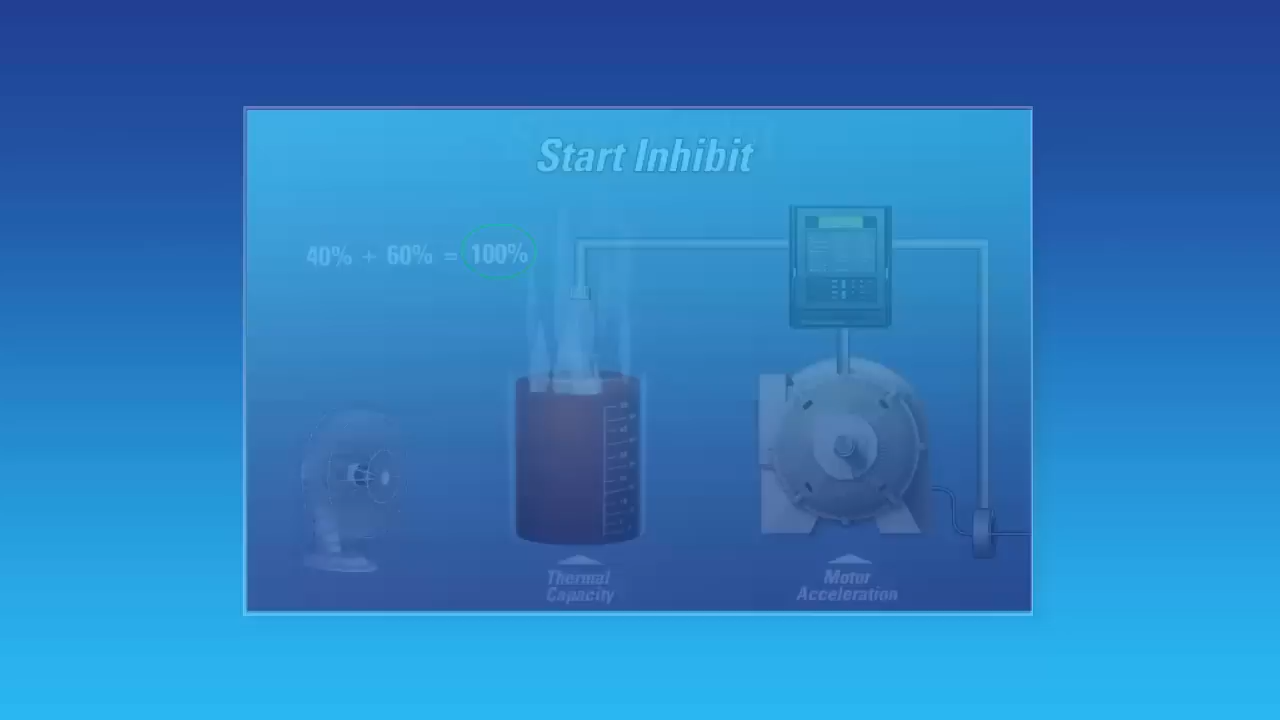 Start Inhibit
40% + 60% = 100%
Thermal
Capacity
Motor
Acceleration